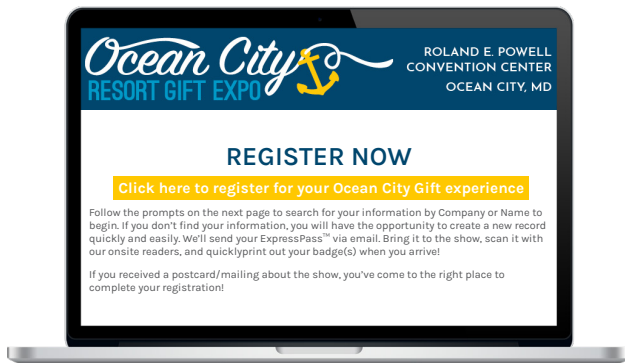 Ocean City
RESORT GIFT EXPO
ROLAND E. POWELL
CONVENTION CENTER
OCEAN CITY, MD
REGISTER NOW
Click here to register for your Ocean City Gift experience
Follow the prompts on the next page to search for your information by Company or Name to
begin. If you don't find your information, you will have the opportunity to create a new record
quickly and easily. We'll send your ExpressPass™ via email. Bring it to the show, scan it with
our onsite readers, and quicklyprint out your badge(s) when you arrive!
If you received a postcard/mailing about the show, you've come to the right place to
complete your registration!